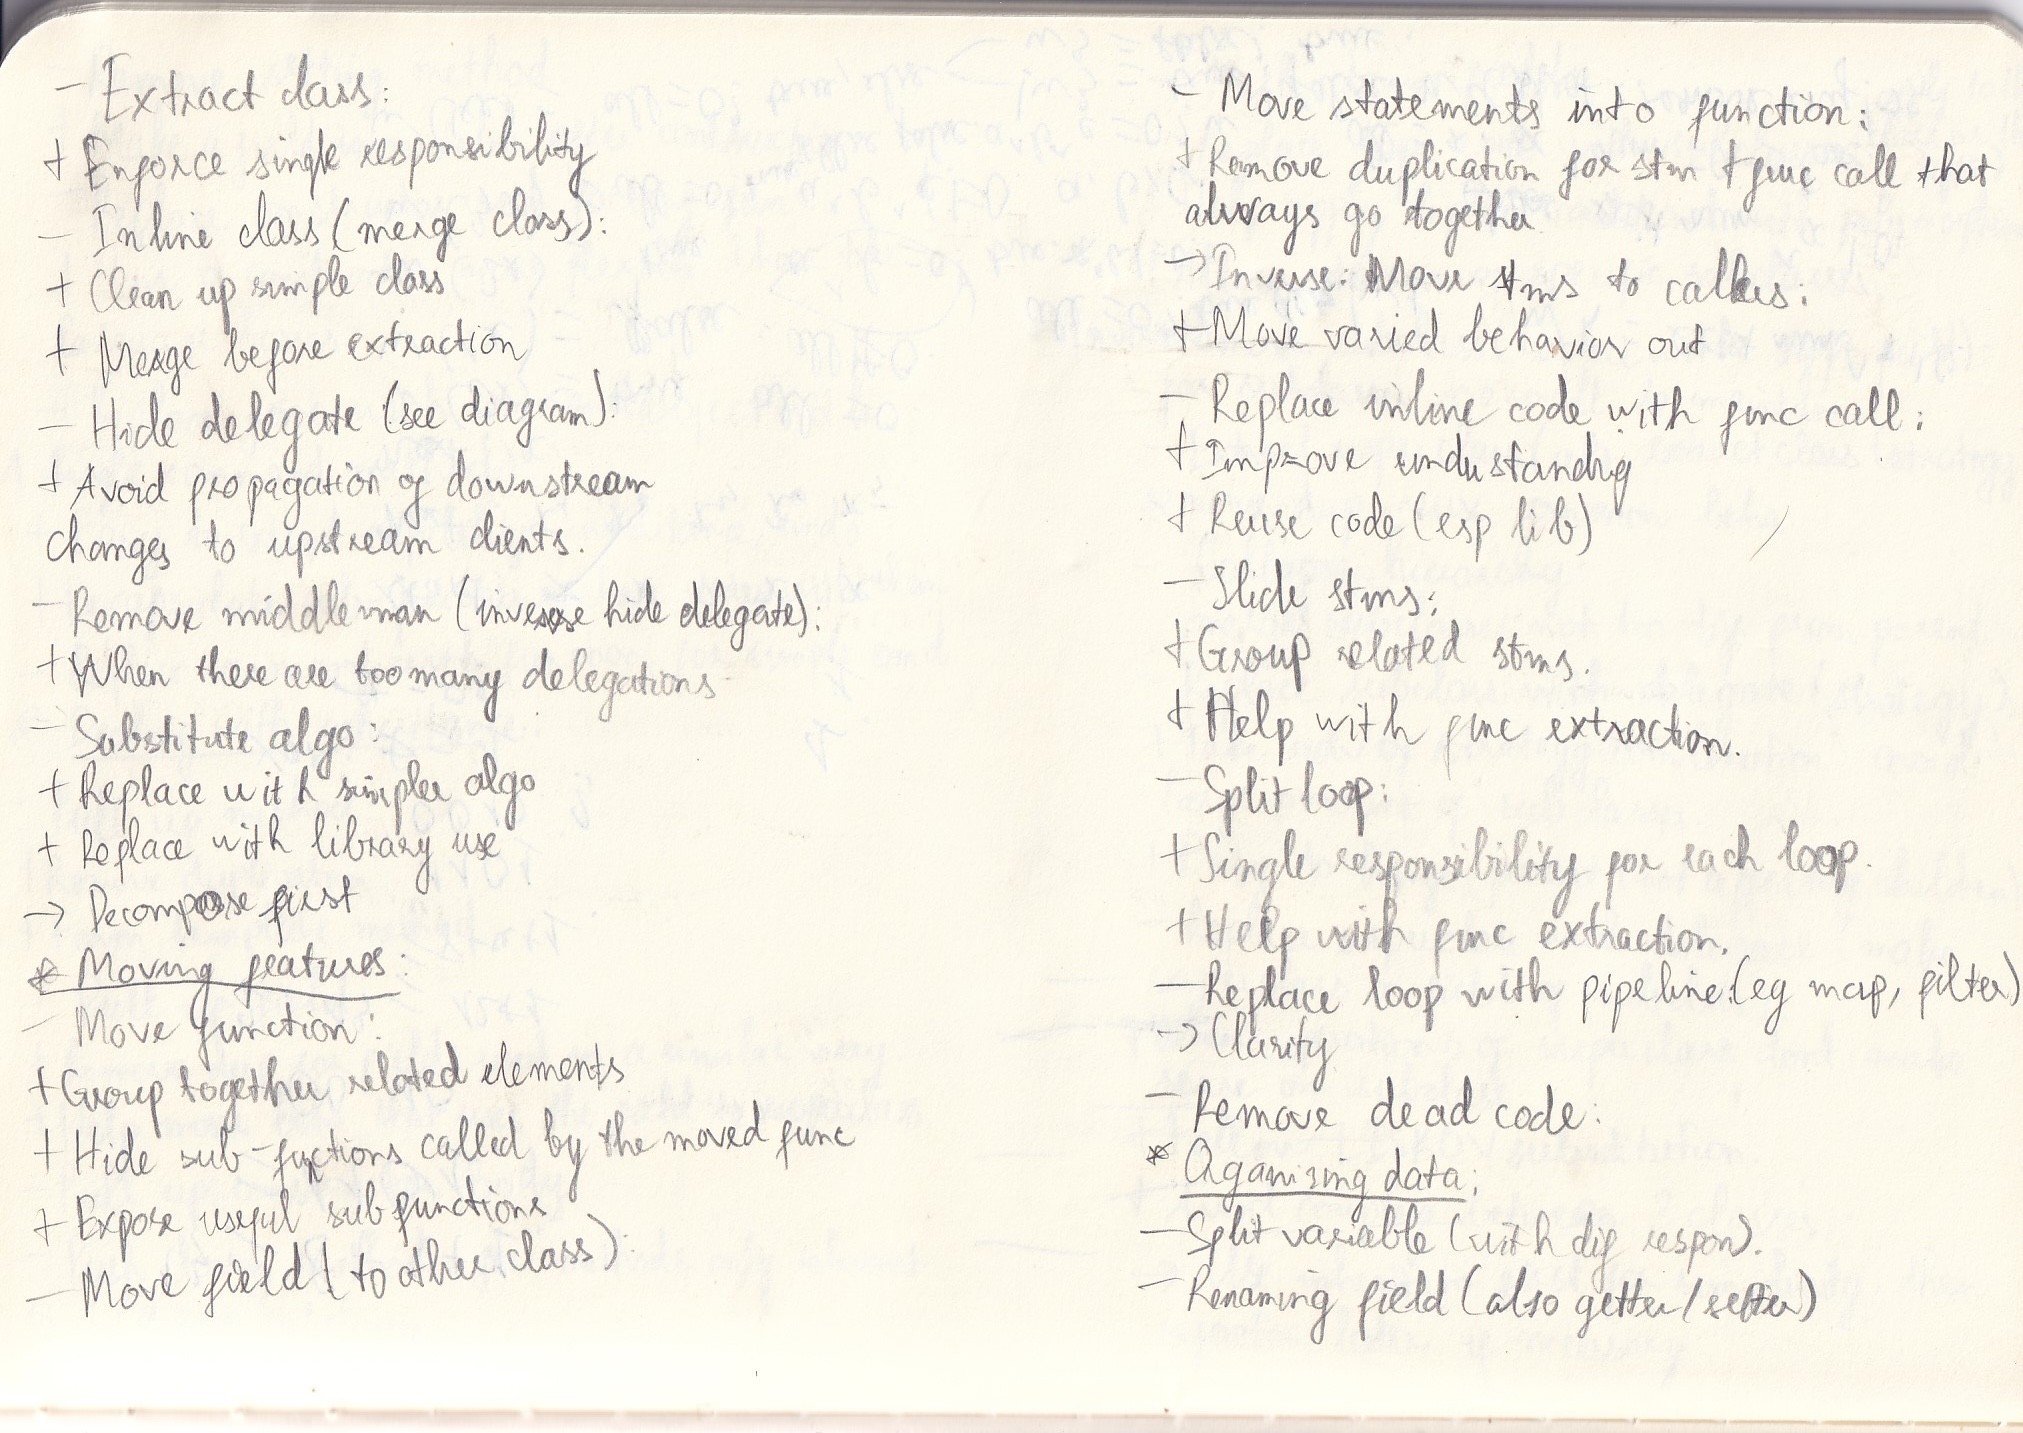 - Extract class:
+ Enforce single responsibility
- Inline class (merge class):
+ Clean up simple class
+ Merge before extraction
- Hide delegate (see diagram):
+ Avoid propagation of downstream
changes to upstream clients.
- Remove middle man (inverse hide delegate):
+ When there are too many delegations
- Substitute algo:
+ Replace with simpler algo
+ Replace with library use
-> Decompose first
* Moving features:
- Move function:
+ Group together related elements
+ Hide sub-functions called by the moved func
+ Expose useful subfunctions
- Move field (to other class):
- Move statements into function:
+ Remove duplication for stm + func call that
always go together
-> Inverse: Move stms to callers:
+ Move varied behavior out
- Replace inline code with func call:
+ Improve understandig
+ Reuse code (esp lib)
- Slide stms:
+ Group related stms.
+ Help with func extraction.
- Split loop:
+ Single responsibility for each loop.
+ Help with func extraction.
- Replace loop with pipeline (eg map, filter)
-> Clarity
- Remove dead code:
* Oganising data:
- Split variable (with dif respon).
- Renaming field (also getter/setter)